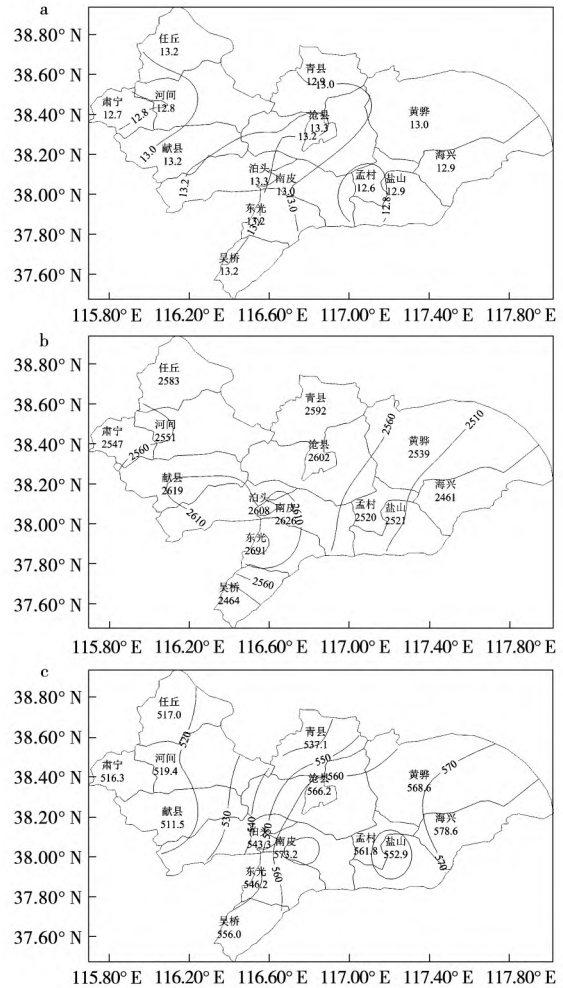 a
38.80° N
任丘
13.2
青县
12.9
13.0
38.60° N
肃宁
12.7
河间
12.8
12.8
沧县
13.3
13.2
黄骅
13.0
38.40° N
献县
13.2
13.0
海兴
12.9
38.20° N
13.2
泊头
13.3
南皮
13.0
孟村
12.6
盐山
12.9
38.00° N
东光
13.2
13.0
12.8
37.80° N
吴桥
13.2
37.60° N
115.80° E 116.20° E 116.60° E 117.00° E 117.40° E 117.80° E
b
38.80° N
任丘
2583
青县
2592
38.60° N
肃宁
2547
河间
2551
2560
沧县
2602
2560
黄骅
2539
2510
38.40° N
献县
2619
海兴
2461
38.20° N
2610
泊头
2608
南皮
2626
2610
孟村
2520
盐山
2521
38.00° N
东光
2691
37.80° N
吴桥
2464
2560
37.60° N
115.80° E 116.20° E 116.60° E 117.00° E 117.40° E 117.80° E
c
38.80° N
任丘
517.0
520
青县
537.1
38.60° N
肃宁
516.3
河间
519.4
550
560
沧县
566.2
黄骅
568.6
570
38.40° N
献县
511.5
530
540
海兴
578.6
38.20° N
泊头
543.3
南皮
573.2
孟村
561.8
盐山
552.9
570
38.00° N
东光
546.2
560
37.80° N
吴桥
556.0
37.60° N
115.80° E 116.20° E 116.60° E 117.00° E 117.40° E 117.80° E